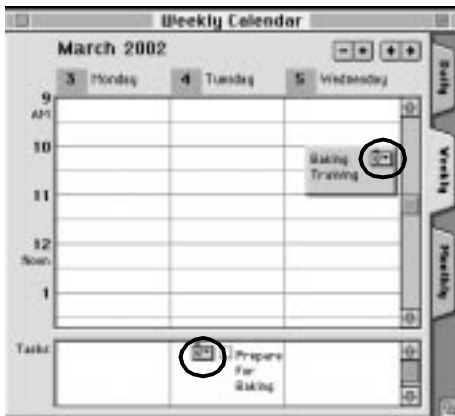 Weekly Calendar
March 2002
3 Monday 4 Tuesday 5 Wednesday
9
AM
10
Baking
Training
11
12
Noon
1
Tasks
Prepare
For
Baking
Daily
Weekly
Monthly